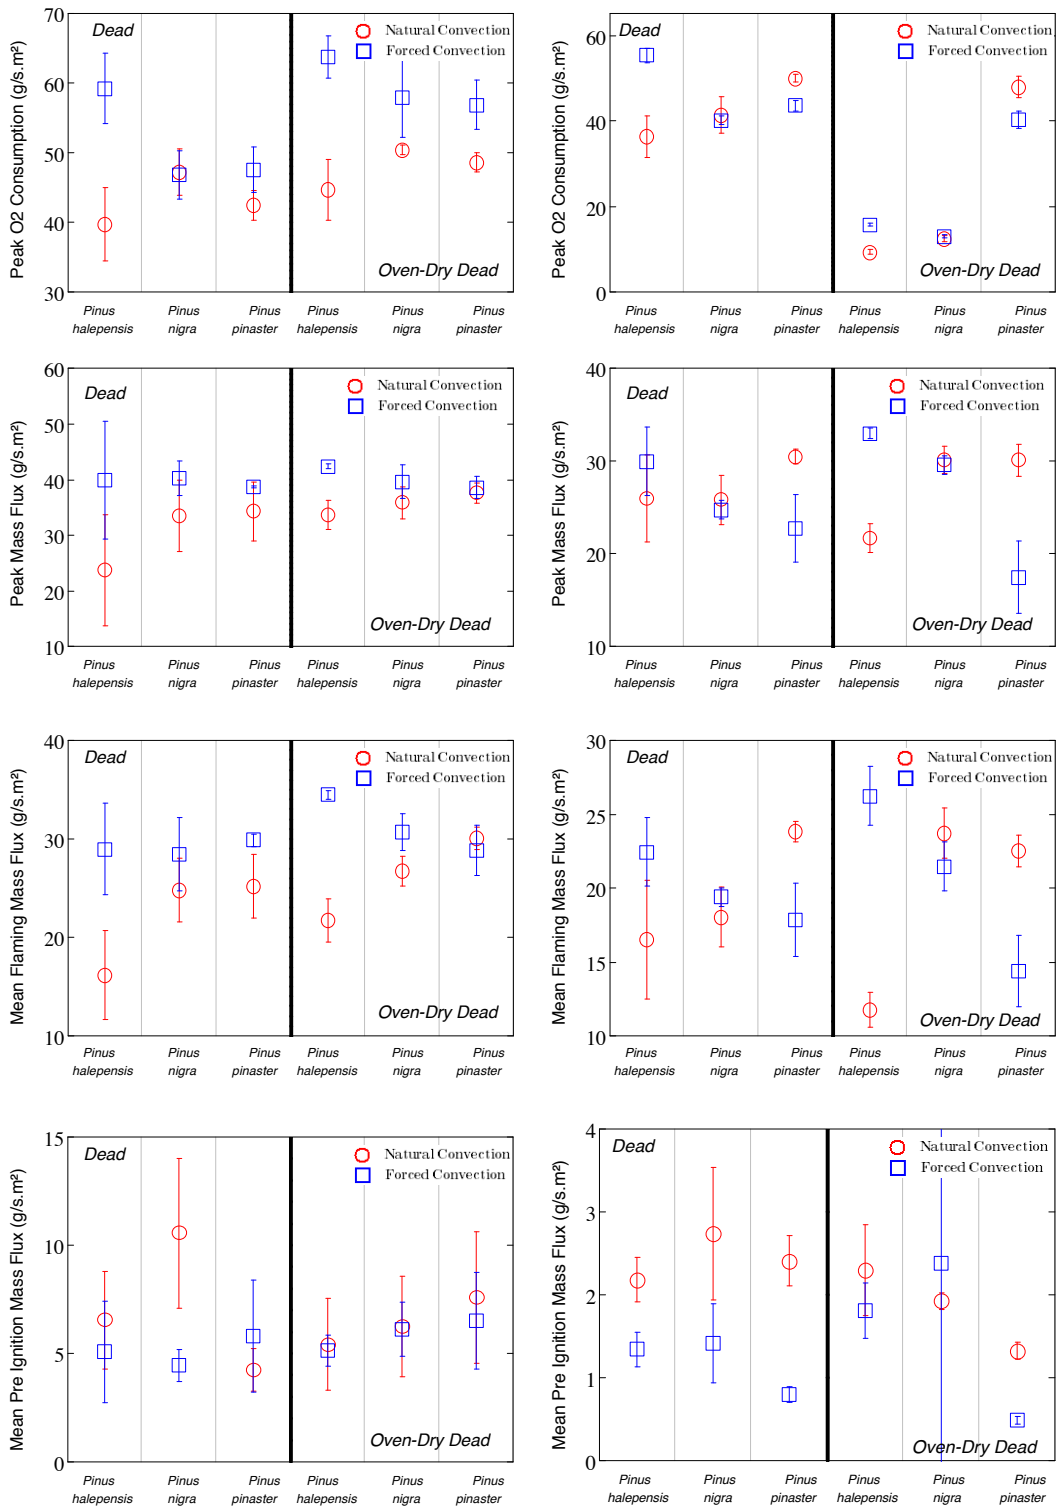 70
60
50
40
30
Peak O2 Consumption (g/s.m²)
Dead
Natural Convection
Forced Convection
Oven-Dry Dead
Pinus halepensis
Pinus nigra
Pinus pinaster
Pinus halepensis
Pinus nigra
Pinus pinaster
60
40
20
0
Peak O2 Consumption (g/s.m²)
Dead
Natural Convection
Forced Convection
Oven-Dry Dead
Pinus halepensis
Pinus nigra
Pinus pinaster
Pinus halepensis
Pinus nigra
Pinus pinaster
60
50
40
30
20
10
Peak Mass Flux (g/s.m²)
Dead
Natural Convection
Forced Convection
Oven-Dry Dead
Pinus halepensis
Pinus nigra
Pinus pinaster
Pinus halepensis
Pinus nigra
Pinus pinaster
40
30
20
10
Peak Mass Flux (g/s.m²)
Dead
Natural Convection
Forced Convection
Oven-Dry Dead
Pinus halepensis
Pinus nigra
Pinus pinaster
Pinus halepensis
Pinus nigra
Pinus pinaster
40
30
20
10
Mean Flaming Mass Flux (g/s.m²)
Dead
Natural Convection
Forced Convection
Oven-Dry Dead
Pinus halepensis
Pinus nigra
Pinus pinaster
Pinus halepensis
Pinus nigra
Pinus pinaster
30
25
20
15
10
Mean Flaming Mass Flux (g/s.m²)
Dead
Natural Convection
Forced Convection
Oven-Dry Dead
Pinus halepensis
Pinus nigra
Pinus pinaster
Pinus halepensis
Pinus nigra
Pinus pinaster
15
10
5
0
Mean Pre Ignition Mass Flux (g/s.m²)
Dead
Natural Convection
Forced Convection
Oven-Dry Dead
Pinus halepensis
Pinus nigra
Pinus pinaster
Pinus halepensis
Pinus nigra
Pinus pinaster
4
3
2
1
0
Mean Pre Ignition Mass Flux (g/s.m²)
Dead
Natural Convection
Forced Convection
Oven-Dry Dead
Pinus halepensis
Pinus nigra
Pinus pinaster
Pinus halepensis
Pinus nigra
Pinus pinaster